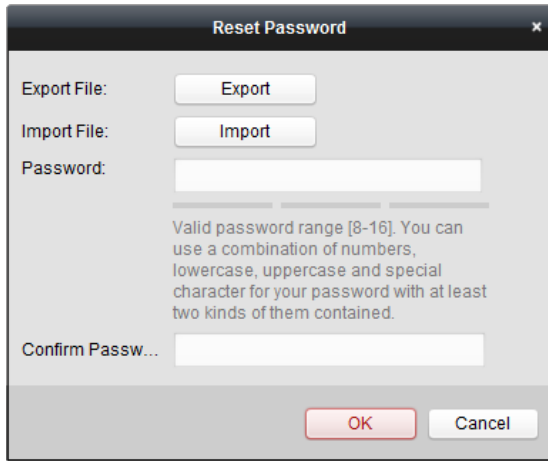 Reset Password ×
Export File: Export
Import File: Import
Password:
Valid password range [8-16]. You can
use a combination of numbers,
lowercase, uppercase and special
character for your password with at least
two kinds of them contained.
Confirm Passw...
OK Cancel